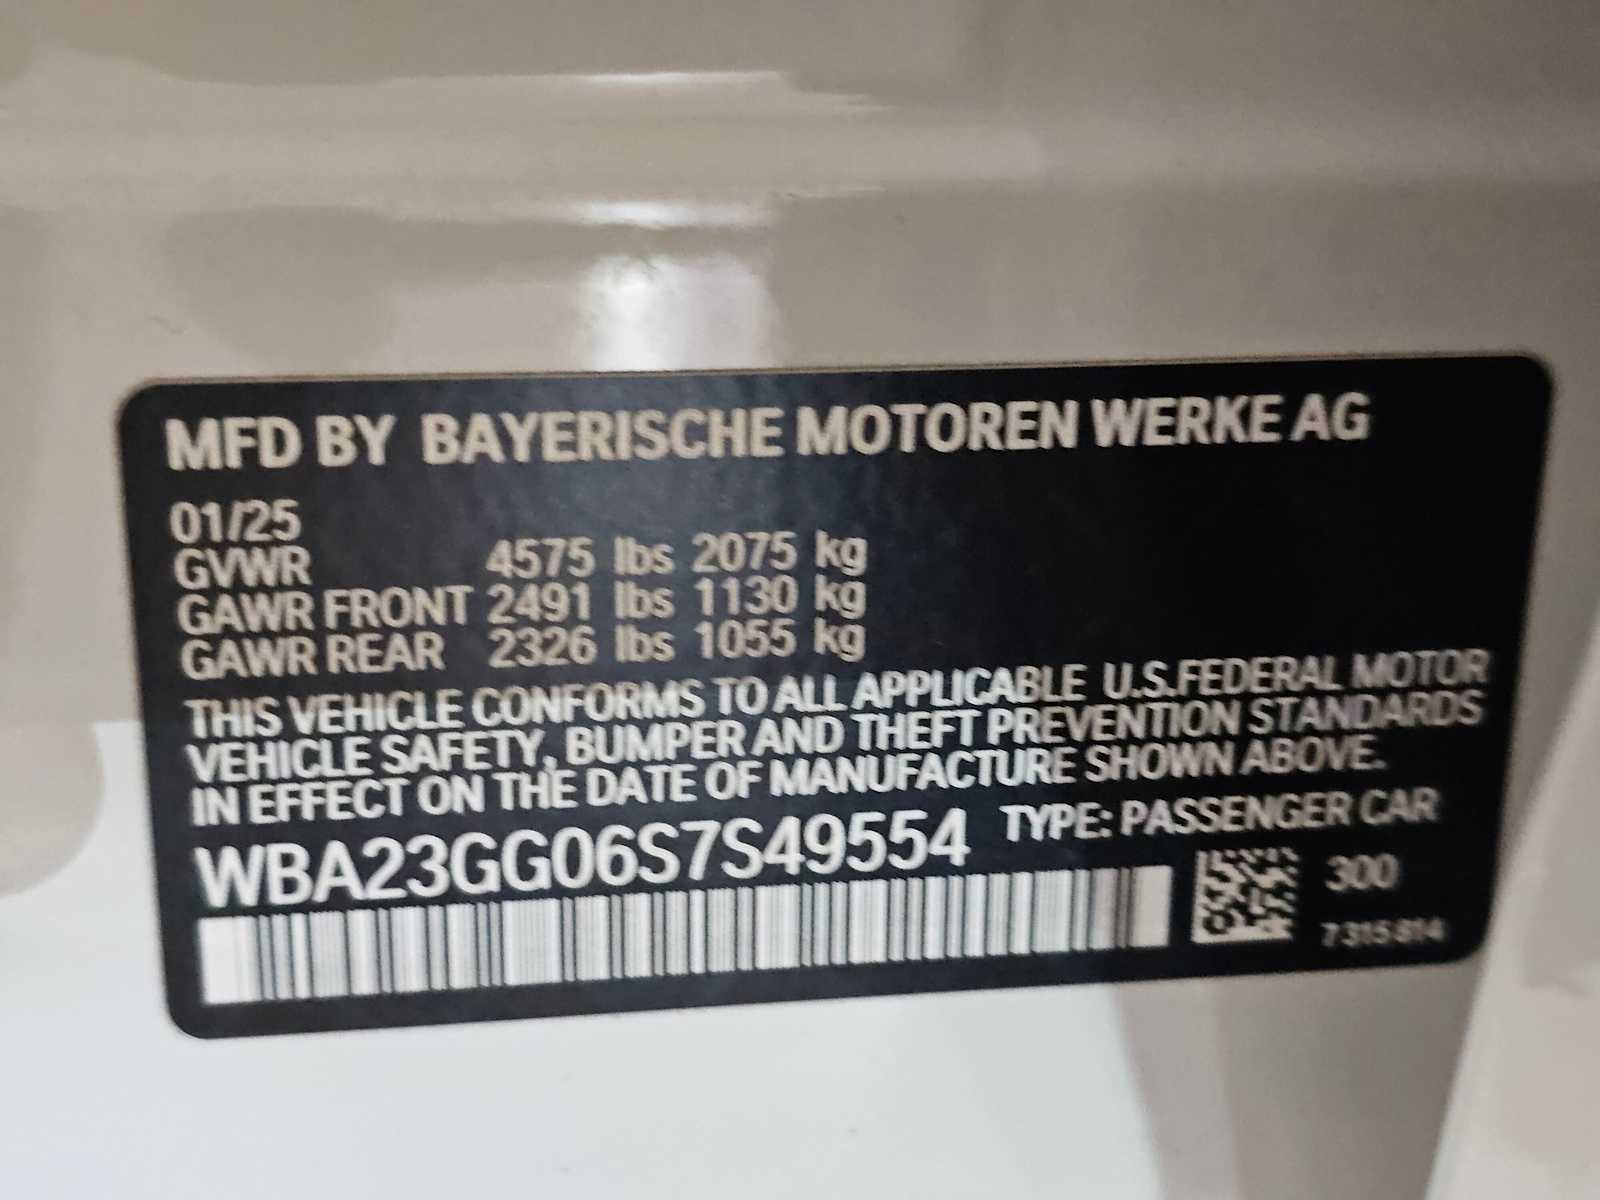 MFD BY BAYERISCHE MOTOREN WERKE AG
01/25
GVWR 4575 lbs 2075 kg
GAWR FRONT 2491 lbs 1130 kg
GAWR REAR 2326 lbs 1055 kg
THIS VEHICLE CONFORMS TO ALL APPLICABLE U.S.FEDERAL MOTOR
VEHICLE SAFETY, BUMPER AND THEFT PREVENTION STANDARDS
IN EFFECT ON THE DATE OF MANUFACTURE SHOWN ABOVE.
WBA23GG06S7S49554 TYPE: PASSENGER CAR
300
7315814